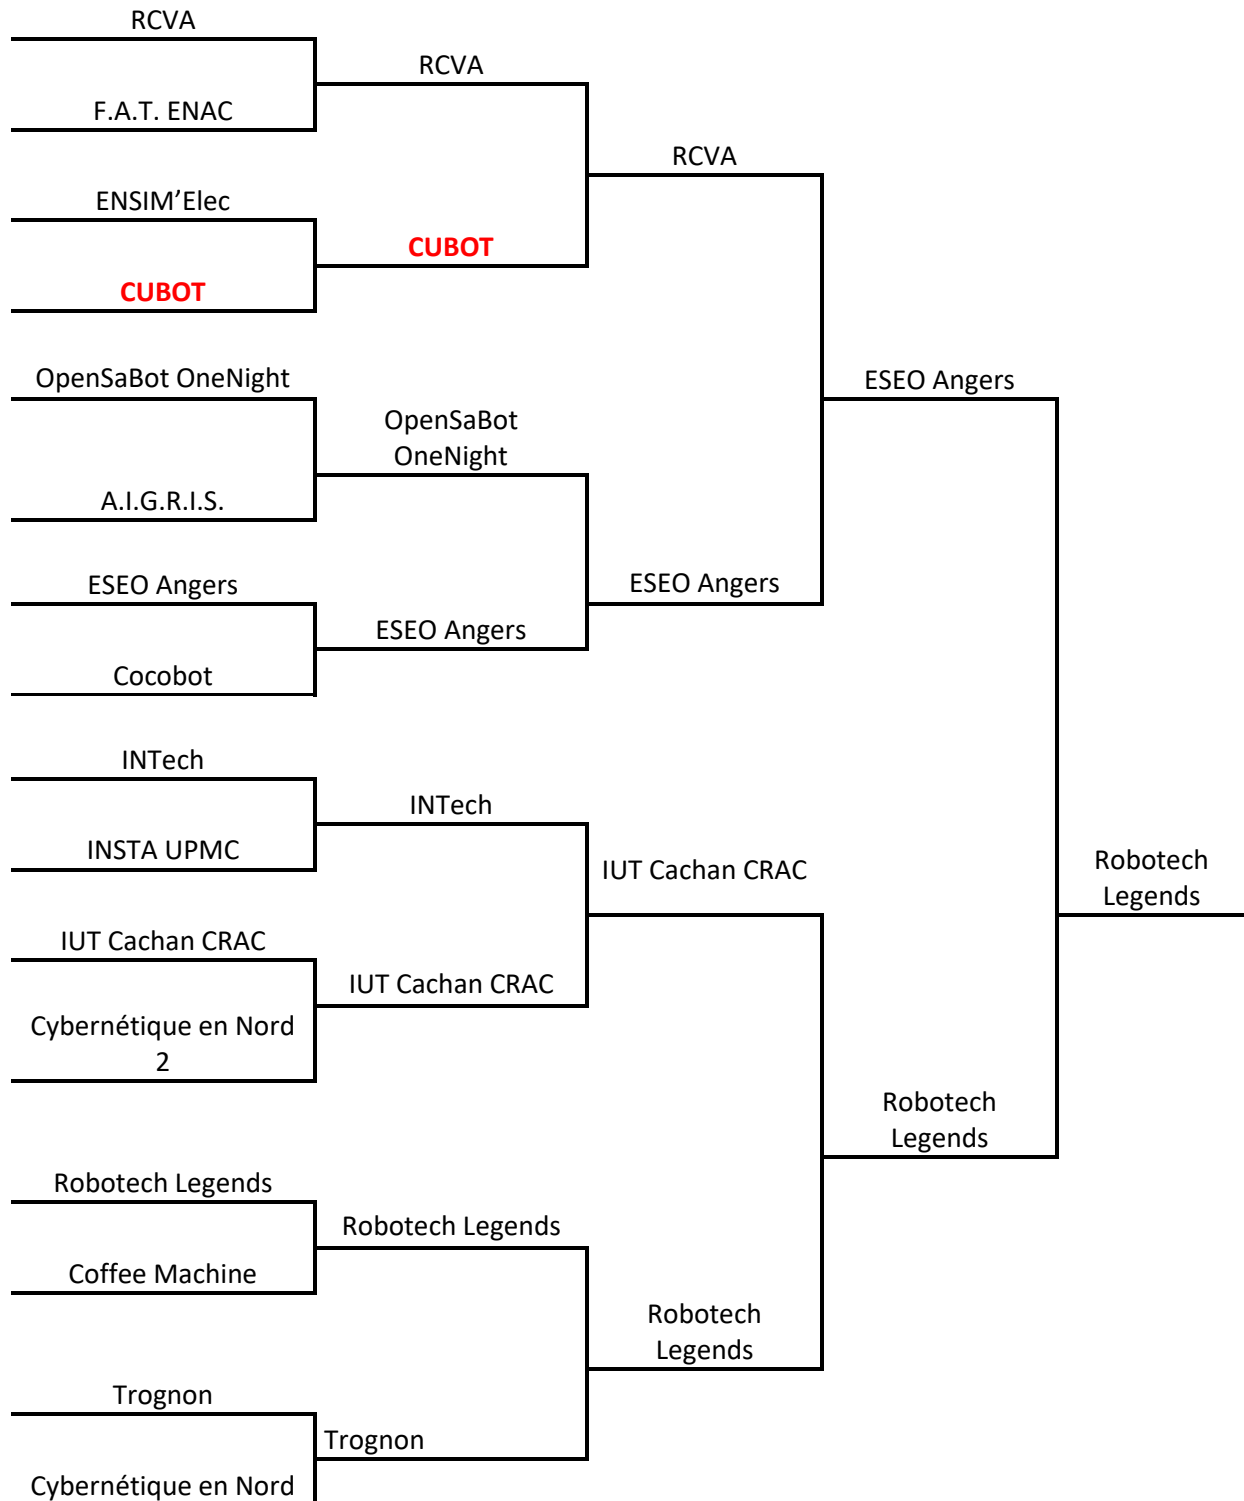 RCVA
F.A.T. ENAC
ENSIM’Elec
CUBOT
OpenSaBot OneNight
A.I.G.R.I.S.
ESEO Angers
Cocobot
INTech
INSTA UPMC
IUT Cachan CRAC
Cybernétique en Nord
2
Robotech Legends
Coffee Machine
Trognon
Cybernétique en Nord
RCVA
CUBOT
OpenSaBot
OneNight
ESEO Angers
INTech
IUT Cachan CRAC
Robotech Legends
Trognon
RCVA
ESEO Angers
IUT Cachan CRAC
Robotech
Legends
ESEO Angers
Robotech
Legends
Robotech
Legends